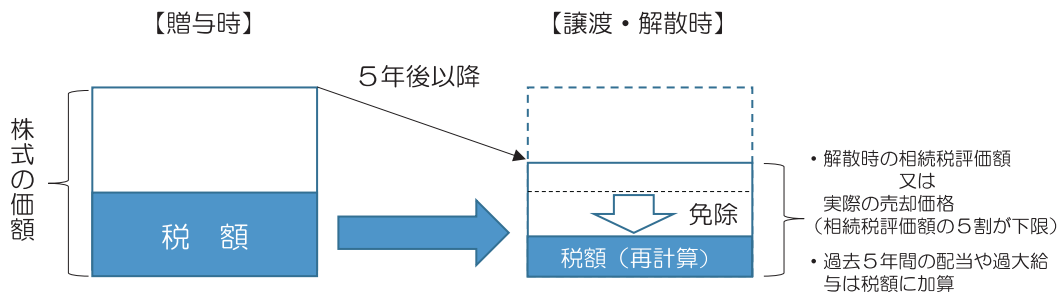 【贈与時】
【譲渡・解散時】
5年後以降
株式の価額
税 額
免除
税額（再計算）
・解散時の相続税評価額
又は
実際の売却価格
（相続税評価額の5割が下限）
・過去5年間の配当や過大給
与は税額に加算